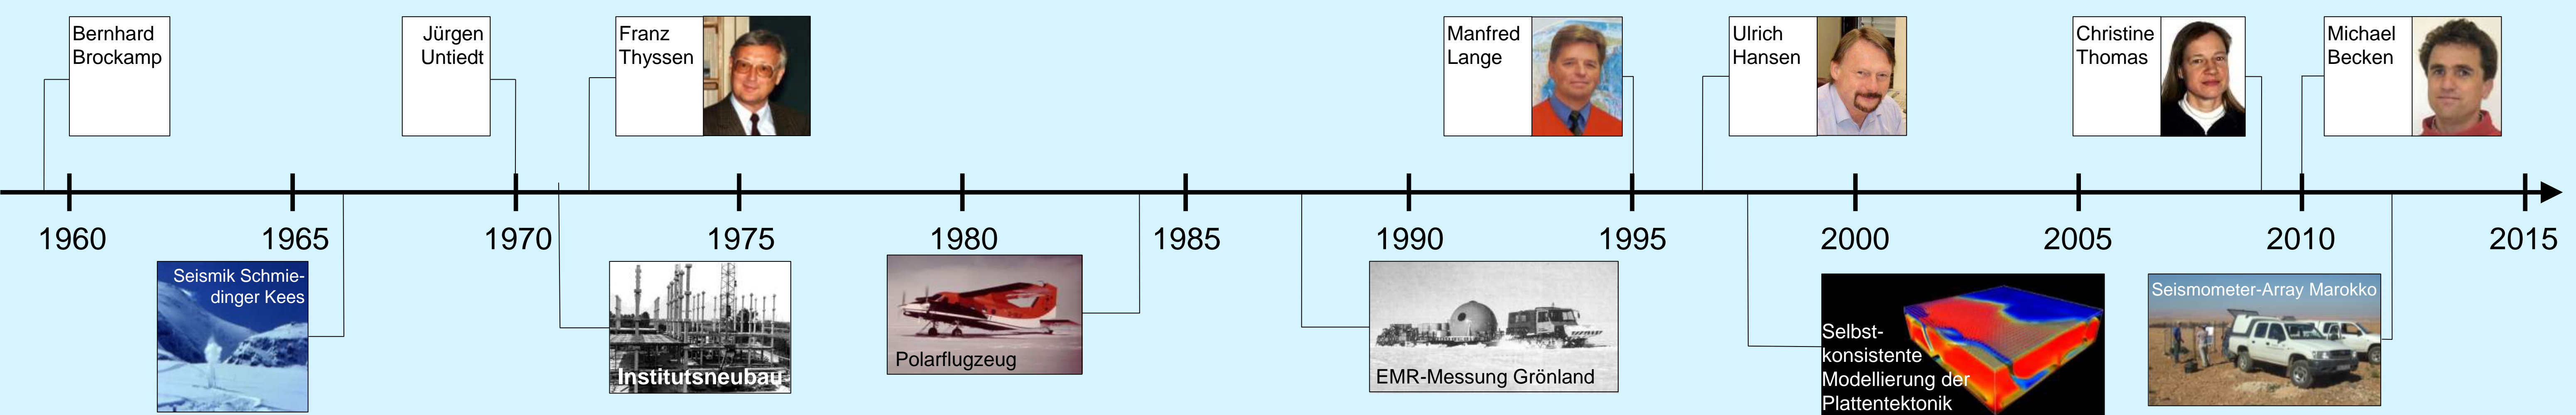 Bernhard
Brockamp
Jürgen
Untiedt
Franz
Thyssen
Manfred
Lange
Ulrich
Hansen
Christine
Thomas
Michael
Becken
1960
1965
1970
1975
1980
1985
1990
1995
2000
2005
2010
2015
Seismik Schmie-
dinger Kees
Institutsneubau
Polarflugzeug
EMR-Messung Grönland
Selbst-
konsistente
Modellierung der
Plattentektonik
Seismometer-Array Marokko